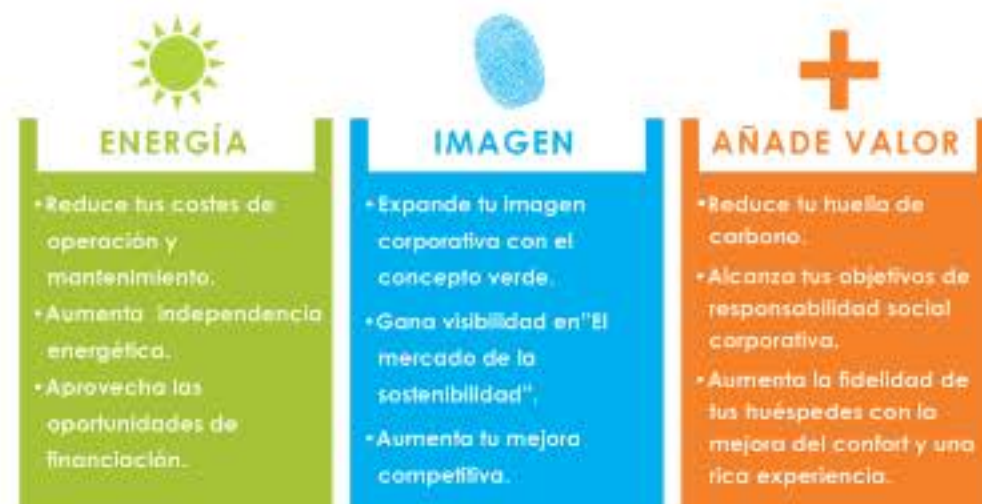 ENERGÍA
• Reduce tus costes de
operación y
mantenimiento.
• Aumenta independencia
energética.
• Aprovecha las
oportunidades de
financiación.
IMAGEN
• Expande tu imagen
corporativa con el
concepto verde.
• Gana visibilidad en"El
mercado de la
sostenibilidad".
• Aumenta tu mejora
competitiva.
AÑADE VALOR
• Reduce tu huella de
carbono.
• Alcanza tus objetivos de
responsabilidad social
corporativa.
• Aumenta la fidelidad de
tus huéspedes con la
mejora del confort y una
rica experiencia.